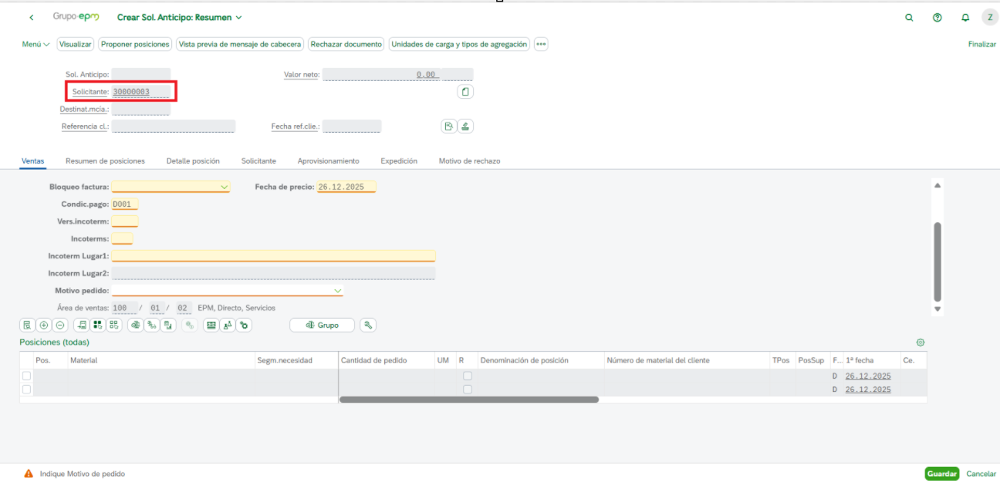 Grupo·epm Crear Sol. Anticipo: Resumen Z
Menú Visualizar Proponer posiciones Vista previa de mensaje de cabecera Rechazar documento Unidades de carga y tipos de agregación Finalizar
Sol. Anticipo: Valor neto: 0.00
Solicitante: 30000003
Destinat.mcía.:
Referencia cl.: Fecha ref.clie.:
Ventas Resumen de posiciones Detalle posición Solicitante Aprovisionamiento Expedición Motivo de rechazo
Bloqueo factura: Fecha de precio: 26.12.2025
Condic.pago: D001
Vers.incoterm:
Incoterms:
Incoterm Lugar1:
Incoterm Lugar2:
Motivo pedido:
Área de ventas: 100 / 01 / 02 EPM, Directo, Servicios
Grupo
Posiciones (todas)
Pos. Material Segm.necesidad Cantidad de pedido UM R Denominación de posición Número de material del cliente TPos PosSup F... 1ª fecha Ce.
D 26.12.2025
D 26.12.2025
Indique Motivo de pedido Guardar Cancelar